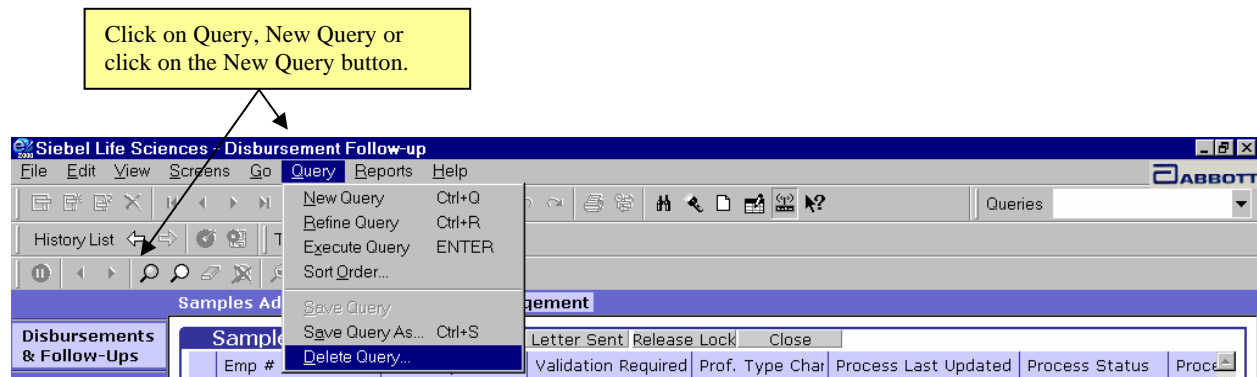 Click on Query, New Query or
click on the New Query button.
Siebel Life Sciences - Disbursement Follow-up
File Edit View Screens Go Query Reports Help
ABBOTT
New Query Ctrl+Q
Refine Query Ctrl+R
Execute Query ENTER
Sort Order...
Save Query
Save Query As... Ctrl+S
Delete Query...
Queries
History List T
Samples Ad gement
Disbursements
& Follow-Ups
Sample Letter Sent Release Lock Close
Emp # Validation Required Prof. Type Char Process Last Updated Process Status Proce